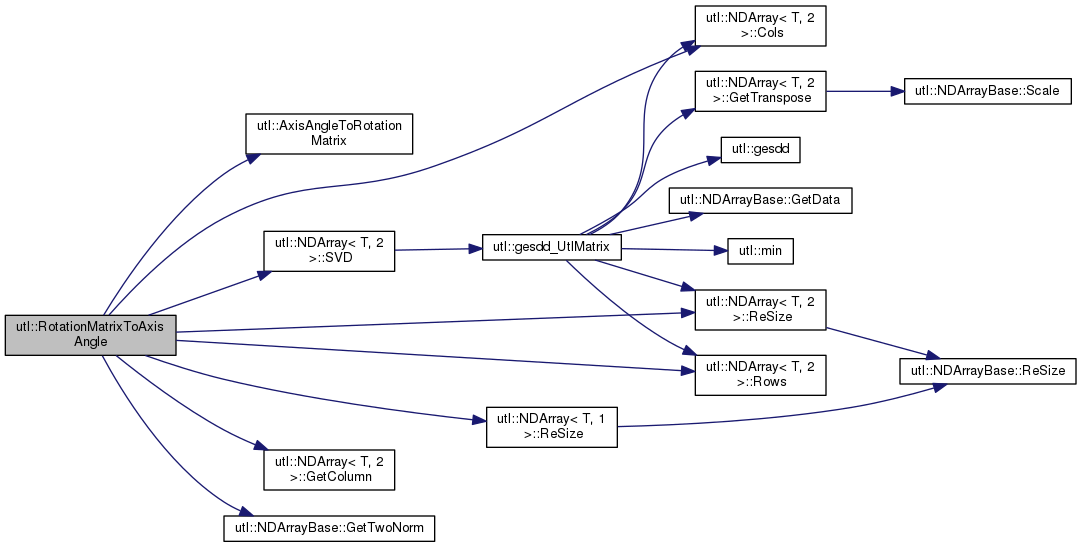 utl::NDArray< T, 2
>::Cols
utl::NDArray< T, 2
>::GetTranspose
utl::NDArrayBase::Scale
utl::AxisAngleToRotation
Matrix
utl::gesdd
utl::NDArrayBase::GetData
utl::NDArray< T, 2
>::SVD
utl::gesdd_UtlMatrix
utl::min
utl::RotationMatrixToAxis
Angle
utl::NDArray< T, 2
>::ReSize
utl::NDArray< T, 2
>::Rows
utl::NDArrayBase::ReSize
utl::NDArray< T, 1
>::ReSize
utl::NDArray< T, 2
>::GetColumn
utl::NDArrayBase::GetTwoNorm